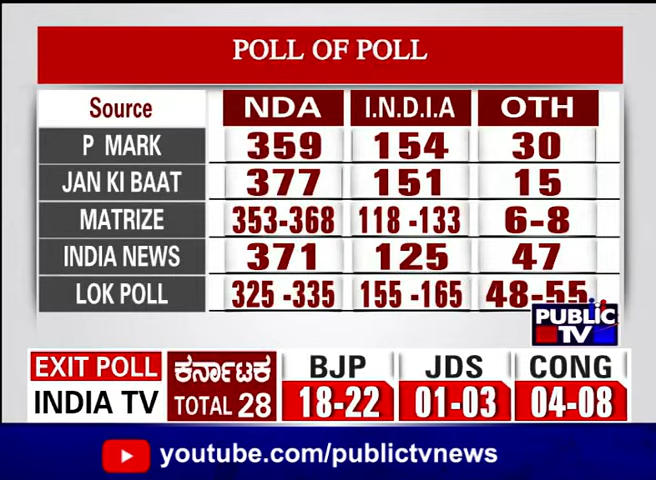 POLL OF POLL
Source NDA I.N.D.I.A OTH
P MARK 359 154 30
JAN KI BAAT 377 151 15
MATRIZE 353-368 118 -133 6-8
INDIA NEWS 371 125 47
LOK POLL 325 -335 155 -165 48-55
PUBLIC
TV
EXIT POLL ಕರ್ನಾಟಕ BJP JDS CONG
INDIA TV TOTAL 28 18-22 01-03 04-08
youtube.com/publictvnews